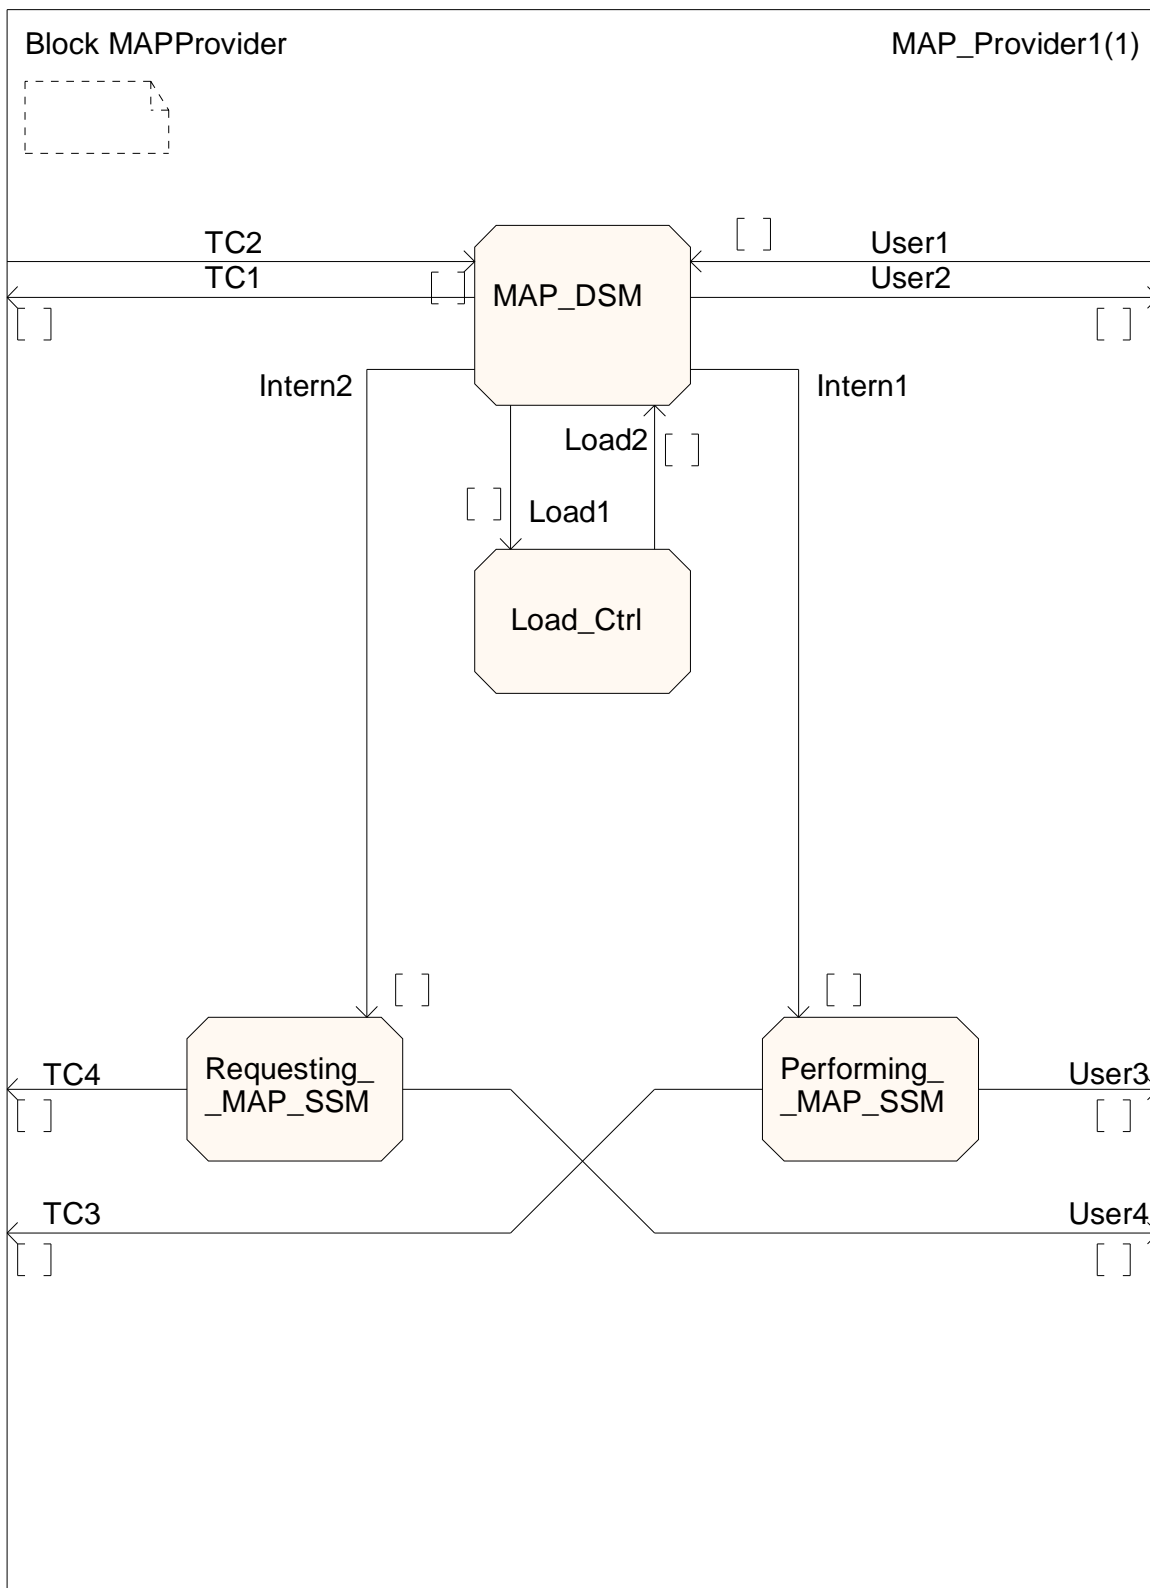 Block MAPProvider
MAP_Provider1(1)
TC2
User1
TC1
User2
MAP_DSM
Intern2
Intern1
Load2
Load1
Load_Ctrl
TC4
Requesting_
_MAP_SSM
Performing_
_MAP_SSM
User3
TC3
User4